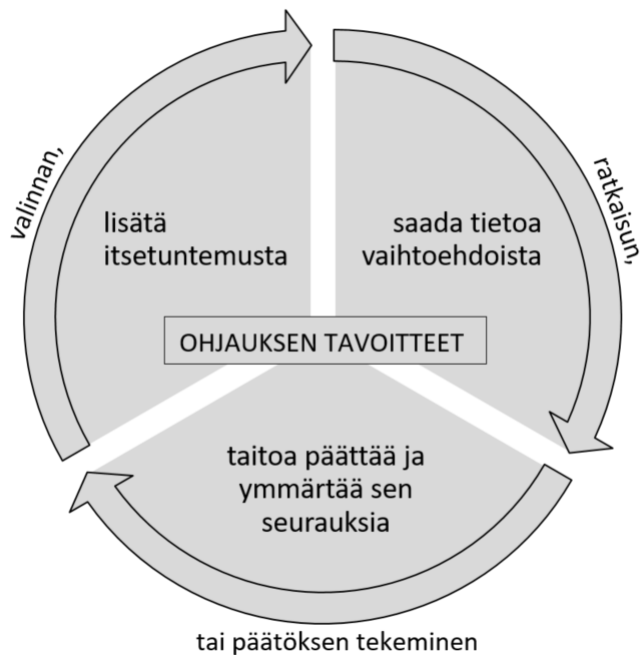 valinnan,
ratkaisun,
lisätä
itsetuntemusta
saada tietoa
vaihtoehdoista
OHJAUKSEN TAVOITTEET
taitoa päättää ja
ymmärtää sen
seurauksia
tai päätöksen tekeminen